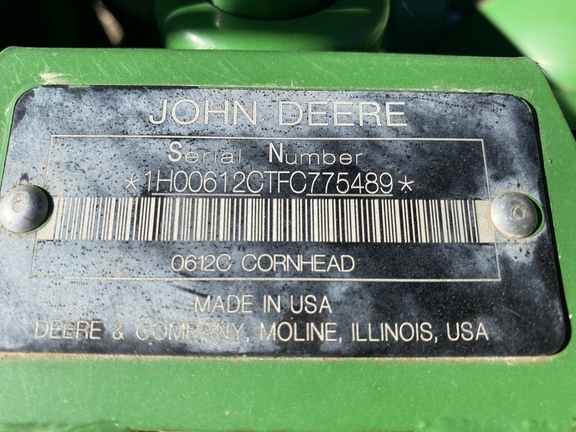 JOHN DEERE
Serial Number
*1H00612CTFC775489*
0612C CORNHEAD
MADE IN USA
DEERE & COMPANY, MOLINE, ILLINOIS, USA